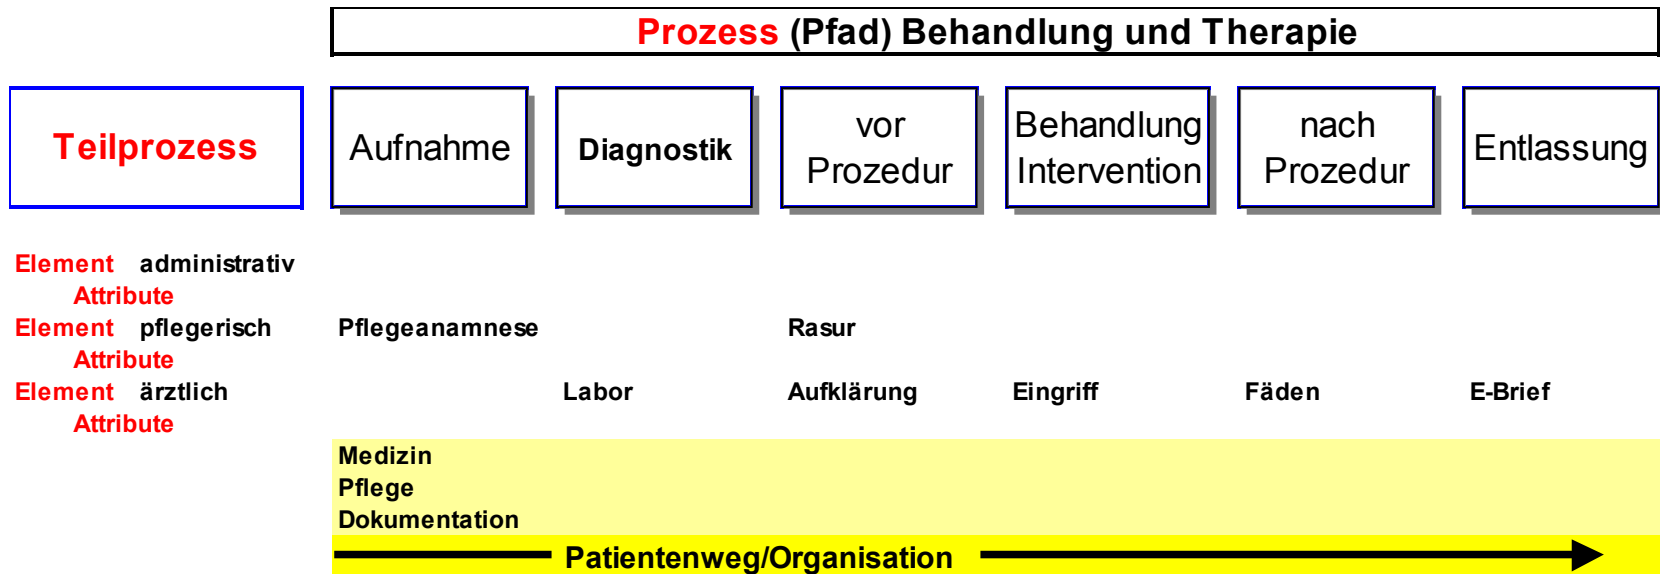 Prozess (Pfad) Behandlung und Therapie
Teilprozess
Aufnahme
Diagnostik
vor
Prozedur
Behandlung
Intervention
nach
Prozedur
Entlassung
Element administrativ
Attribute
Element pflegerisch Pflegeanamnese Rasur
Attribute
Element ärztlich Labor Aufklärung Eingriff Fäden E-Brief
Attribute
Medizin
Pflege
Dokumentation
Patientenweg/Organisation